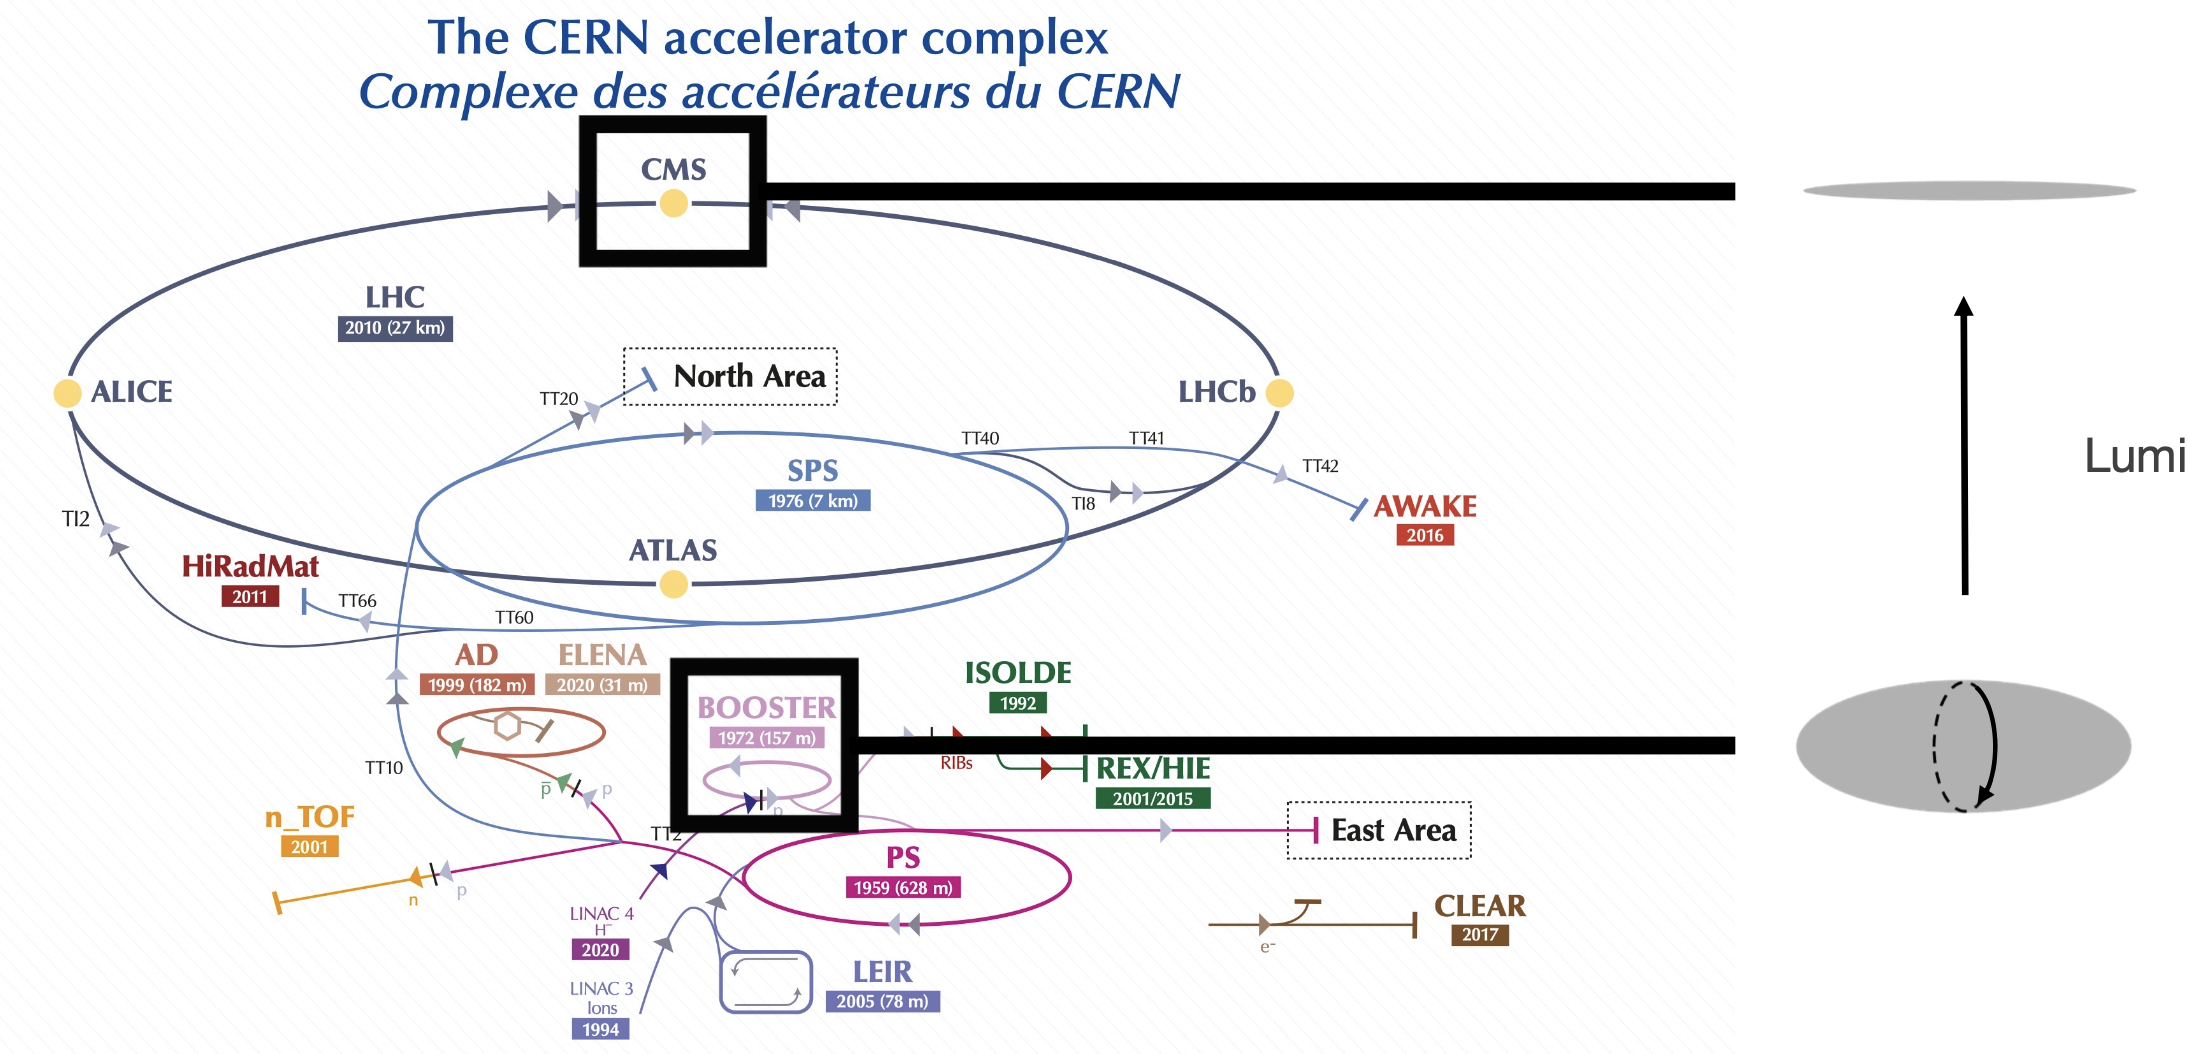 The CERN accelerator complex
Complexe des accélérateurs du CERN
CMS
LHC
2010 (27 km)
North Area
TT20
ALICE
LHCb
TT40
TT41
SPS
1976 (7 km)
TT42
TI8
AWAKE
2016
Lumi
TI2
ATLAS
HiRadMat
2011
TT66
TT60
AD
1999 (182 m)
ELENA
2020 (31 m)
ISOLDE
1992
BOOSTER
1972 (157 m)
RIBs
REX/HIE
2001/2015
TT10
p̅
p
p
n_TOF
2001
TT2
East Area
PS
1959 (628 m)
n
p
LINAC 4
H⁻
2020
CLEAR
2017
e⁻
LEIR
2005 (78 m)
LINAC 3
Ions
1994